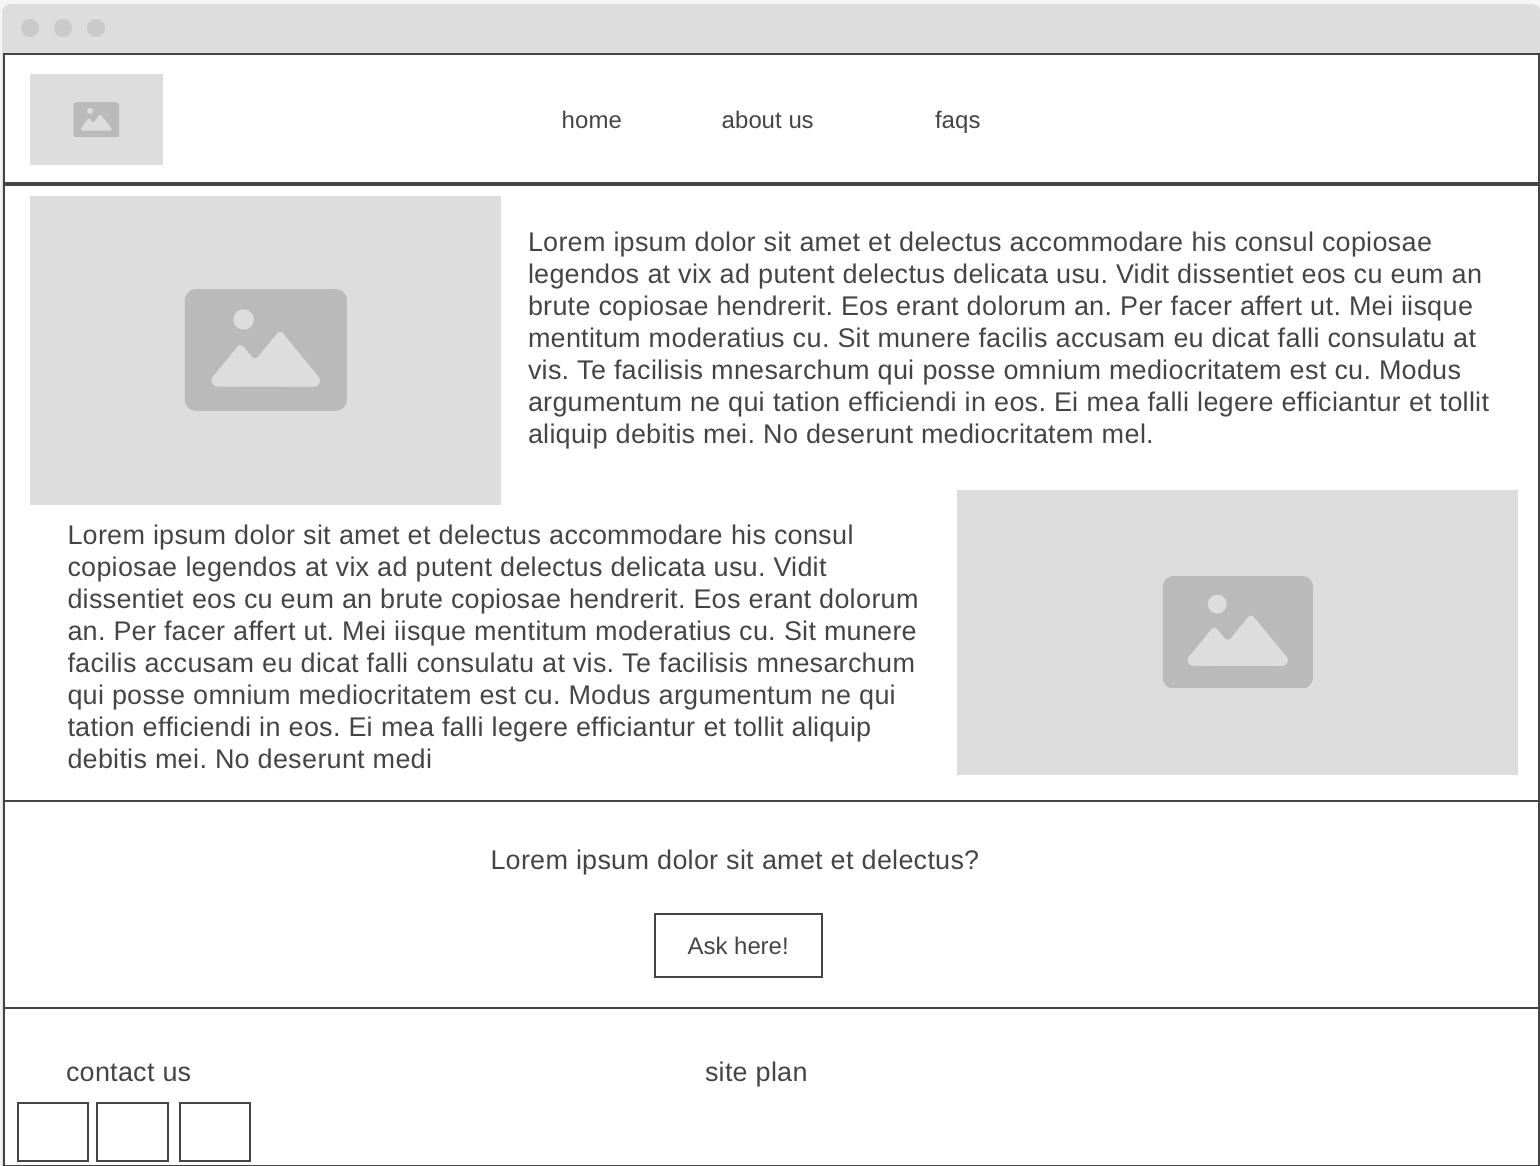 home about us faqs
Lorem ipsum dolor sit amet et delectus accommodare his consul copiosae
legendos at vix ad putent delectus delicata usu. Vidit dissentiet eos cu eum an
brute copiosae hendrerit. Eos erant dolorum an. Per facer affert ut. Mei iisque
mentitum moderatius cu. Sit munere facilis accusam eu dicat falli consulatu at
vis. Te facilisis mnesarchum qui posse omnium mediocritatem est cu. Modus
argumentum ne qui tation efficiendi in eos. Ei mea falli legere efficiantur et tollit
aliquip debitis mei. No deserunt mediocritatem mel.
Lorem ipsum dolor sit amet et delectus accommodare his consul
copiosae legendos at vix ad putent delectus delicata usu. Vidit
dissentiet eos cu eum an brute copiosae hendrerit. Eos erant dolorum
an. Per facer affert ut. Mei iisque mentitum moderatius cu. Sit munere
facilis accusam eu dicat falli consulatu at vis. Te facilisis mnesarchum
qui posse omnium mediocritatem est cu. Modus argumentum ne qui
tation efficiendi in eos. Ei mea falli legere efficiantur et tollit aliquip
debitis mei. No deserunt medi
Lorem ipsum dolor sit amet et delectus?
Ask here!
contact us site plan